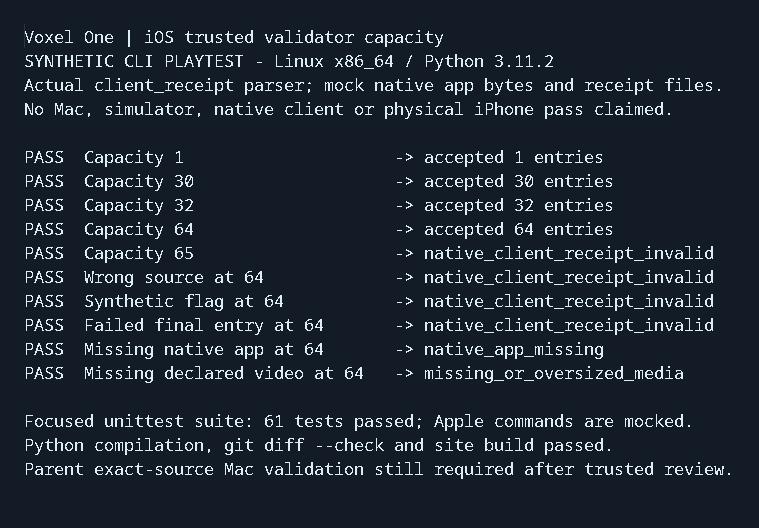 Voxel One | iOS trusted validator capacity
SYNTHETIC CLI PLAYTEST - Linux x86_64 / Python 3.11.2
Actual client_receipt parser; mock native app bytes and receipt files.
No Mac, simulator, native client or physical iPhone pass claimed.
PASS  Capacity 1                     -> accepted 1 entries
PASS  Capacity 30                    -> accepted 30 entries
PASS  Capacity 32                    -> accepted 32 entries
PASS  Capacity 64                    -> accepted 64 entries
PASS  Capacity 65                    -> native_client_receipt_invalid
PASS  Wrong source at 64             -> native_client_receipt_invalid
PASS  Synthetic flag at 64           -> native_client_receipt_invalid
PASS  Failed final entry at 64       -> native_client_receipt_invalid
PASS  Missing native app at 64       -> native_app_missing
PASS  Missing declared video at 64   -> missing_or_oversized_media
Focused unittest suite: 61 tests passed; Apple commands are mocked.
Python compilation, git diff --check and site build passed.
Parent exact-source Mac validation still required after trusted review.